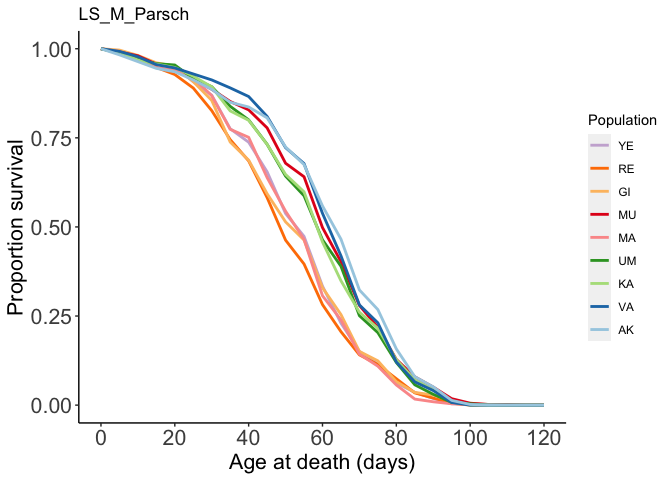 LS_M_Parsch
Proportion survival
1.00
0.75
0.50
0.25
0.00
0 20 40 60 80 100 120
Age at death (days)
Population
YE
RE
GI
MU
MA
UM
KA
VA
AK